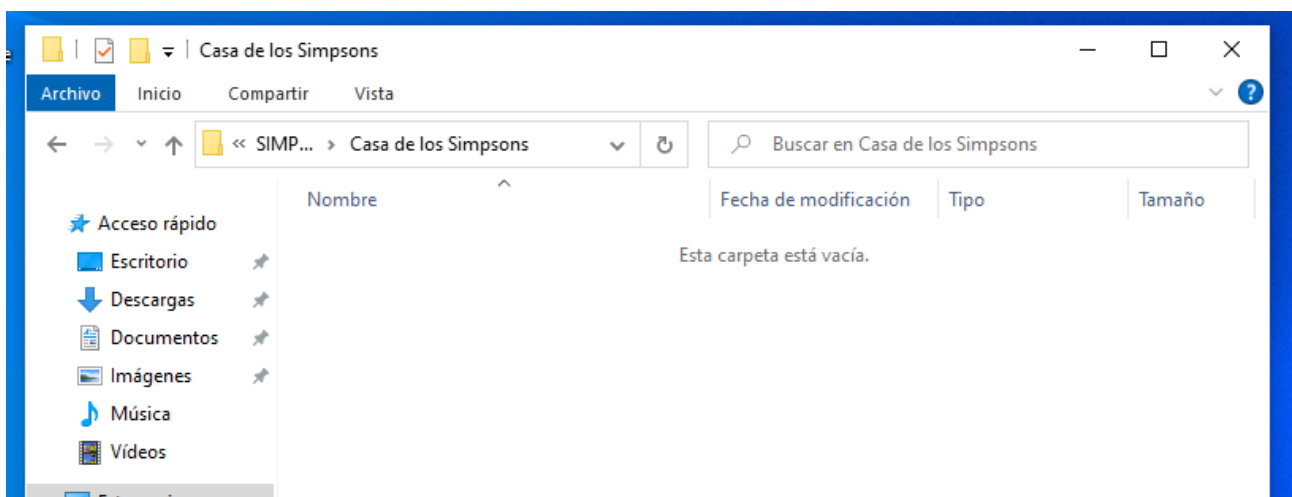 Casa de los Simpsons
Archivo Inicio Compartir Vista
« SIMP... › Casa de los Simpsons Buscar en Casa de los Simpsons
Nombre Fecha de modificación Tipo Tamaño
Acceso rápido
Esta carpeta está vacía.
Escritorio
Descargas
Documentos
Imágenes
Música
Vídeos